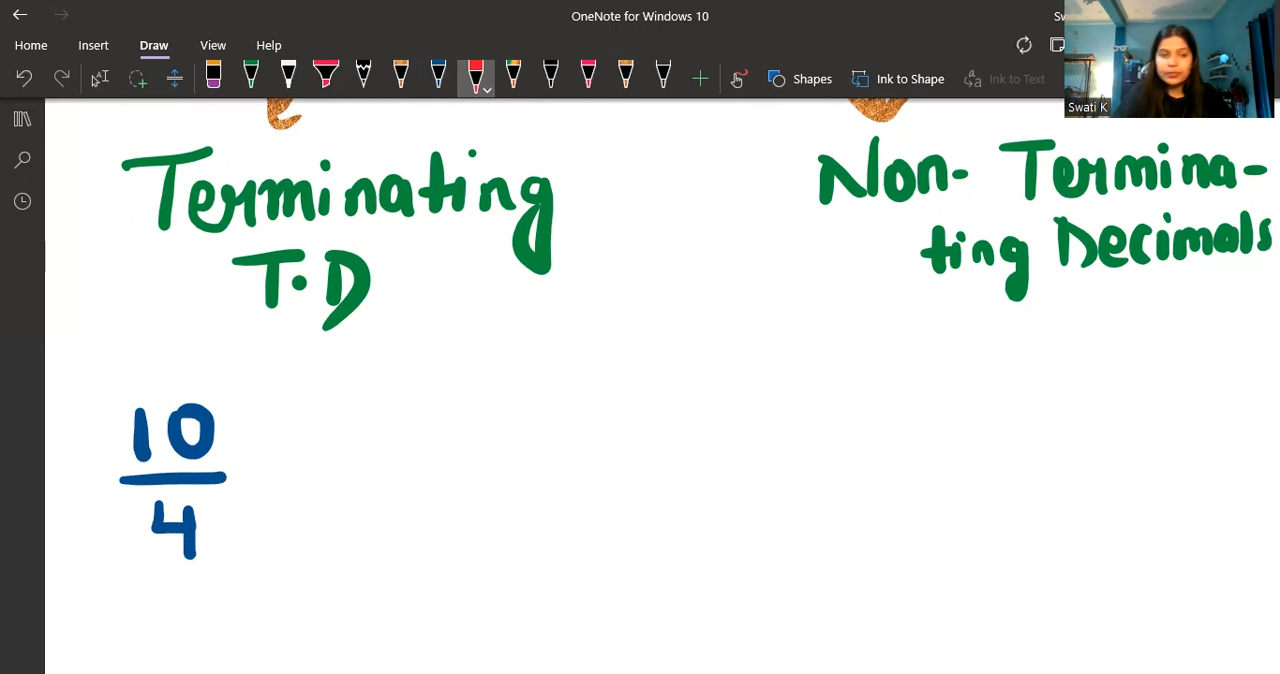 OneNote for Windows 10
Home Insert Draw View Help
Shapes Ink to Shape Ink to Text
Swati K
Terminating
T.D
Non- Termina-
ting Decimals
10
4